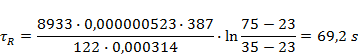 τ_R = (8933 · 0,000000523 · 387)/(122 · 0,000314) · ln (75 − 23)/(35 − 23) = 69,2 s